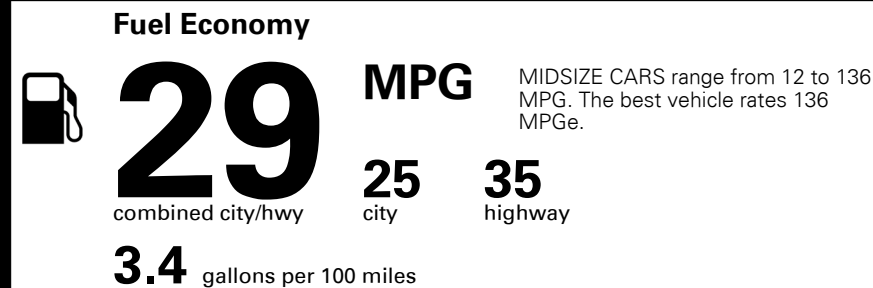 Fuel Economy
29 MPG
MIDSIZE CARS range from 12 to 136
MPG. The best vehicle rates 136
MPGe.
combined city/hwy
25
city
35
highway
3.4 gallons per 100 miles